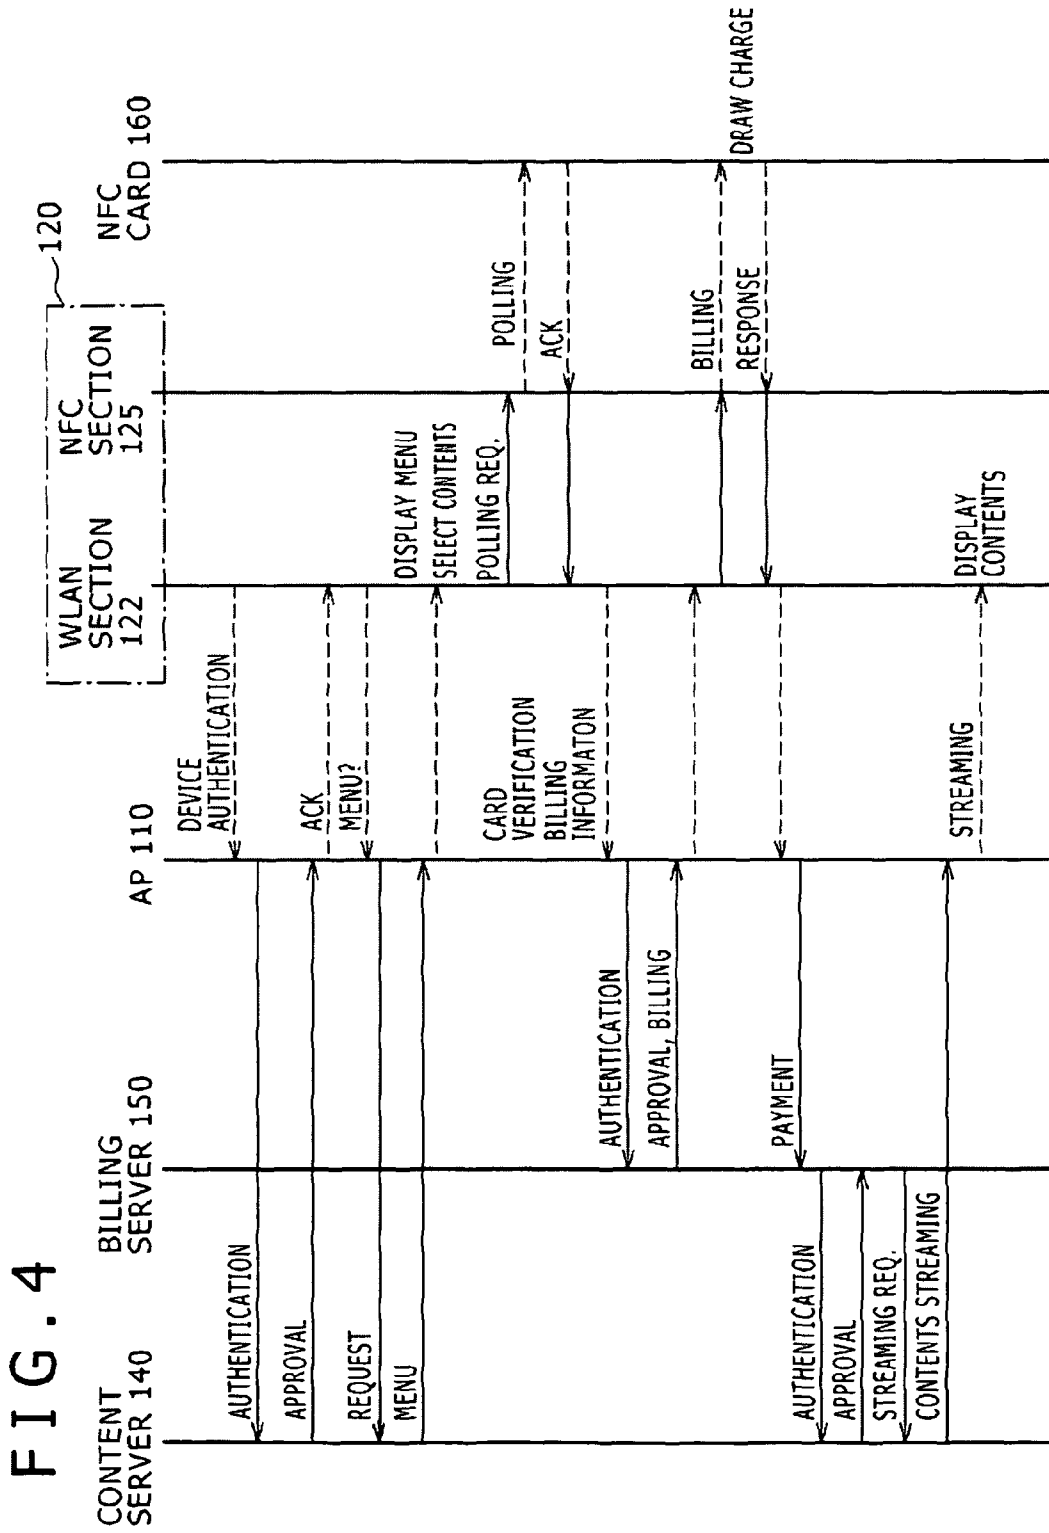 FIG. 4
CONTENT
SERVER 140
BILLING
SERVER 150
AP 110
WLAN
SECTION
122
NFC
SECTION
125
120
NFC
CARD 160
DEVICE
AUTHENTICATION
AUTHENTICATION
APPROVAL
ACK
MENU?
REQUEST
MENU
DISPLAY MENU
SELECT CONTENTS
POLLING REQ.
POLLING
ACK
CARD
VERIFICATION
BILLING
INFORMATON
AUTHENTICATION
APPROVAL, BILLING
BILLING
DRAW CHARGE
RESPONSE
PAYMENT
AUTHENTICATION
APPROVAL
STREAMING REQ.
CONTENTS STREAMING
STREAMING
DISPLAY
CONTENTS